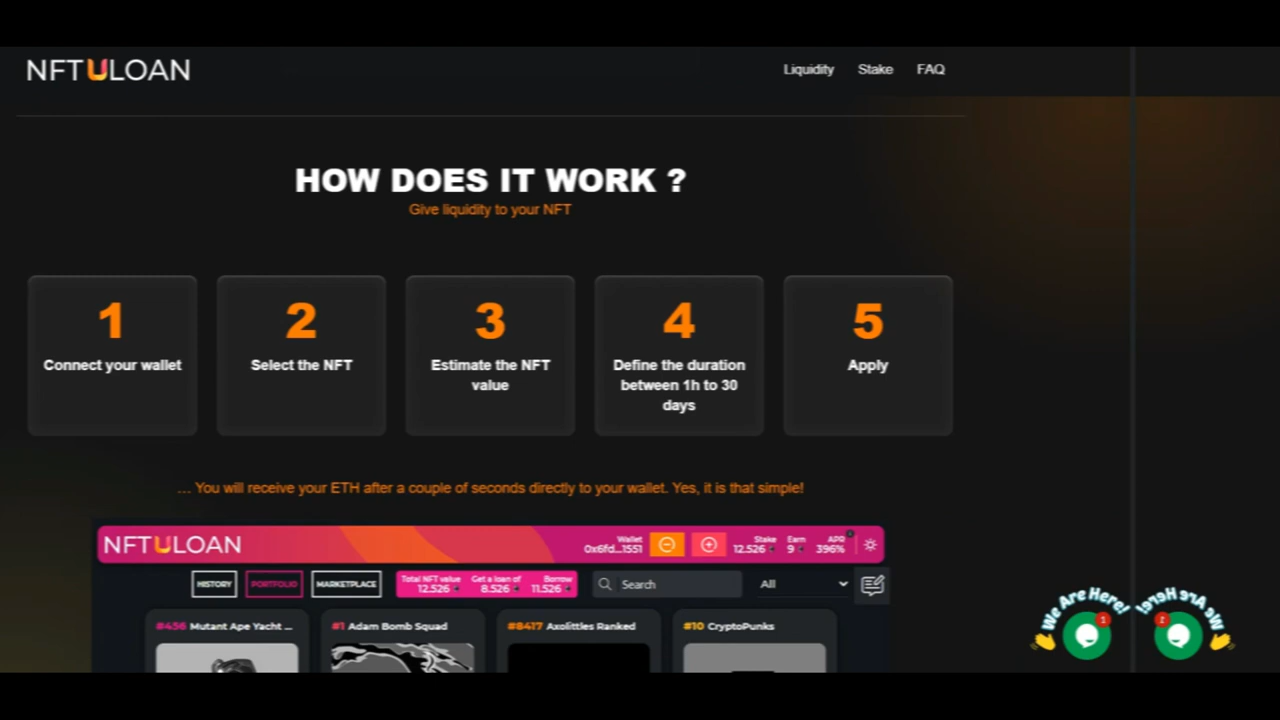 NFTULOAN
Liquidity Stake FAQ
HOW DOES IT WORK ?
Give liquidity to your NFT
1 2 3 4 5
Connect your wallet Select the NFT Estimate the NFT Define the duration Apply
value between 1h to 30
days
... You will receive your ETH after a couple of seconds directly to your wallet. Yes, it is that simple!
NFTULOAN
Wallet Stake Earn APO
0x6fd...1551 12.526 9 396%
HISTORY PORTFOLIO MARKETPLACE
Total NFT value Get a loan of Borrow
12.526 8.526 11.526
Search All
#456 Mutant Ape Yacht ... #1 Adam Bomb Squad #8417 Axolittles Ranked #10 CryptoPunks
We Are Here! We Are Here!
1 1